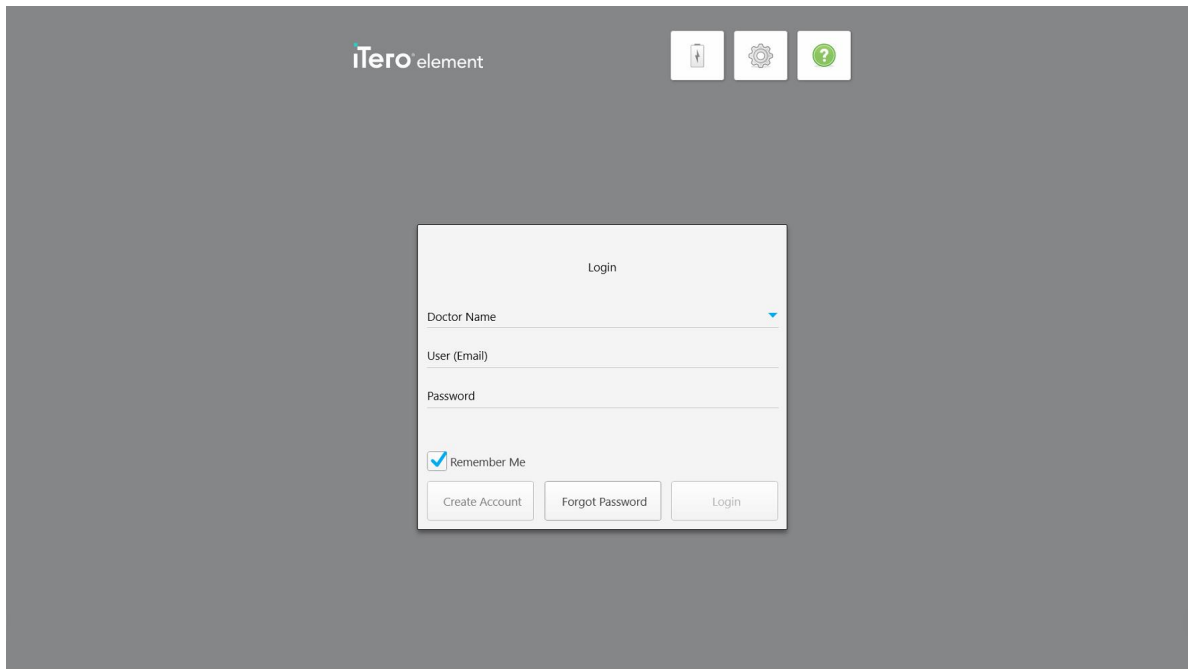 iTero element
?
Login
Doctor Name
User (Email)
Password
Remember Me
Create Account Forgot Password Login